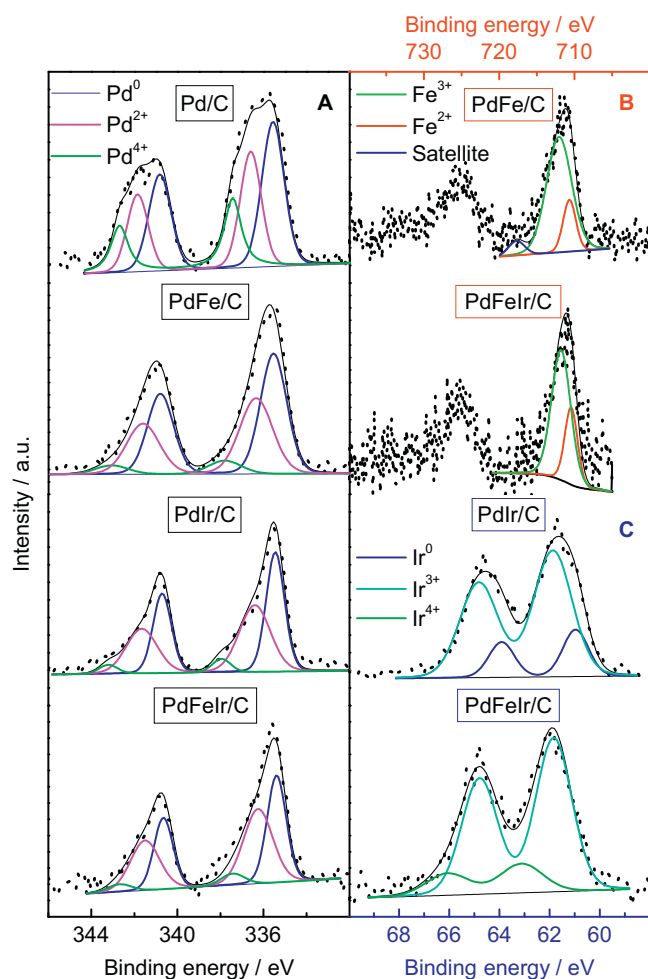 Binding energy / eV
730 720 710
Pd⁰
Pd²⁺
Pd⁴⁺
Pd/C
A
Fe³⁺
Fe²⁺
Satellite
PdFe/C
B
PdFe/C
PdFeIr/C
PdIr/C
PdIr/C
C
Ir⁰
Ir³⁺
Ir⁴⁺
PdFeIr/C
PdFeIr/C
Intensity / a.u.
344 340 336
68 66 64 62 60
Binding energy / eV
Binding energy / eV